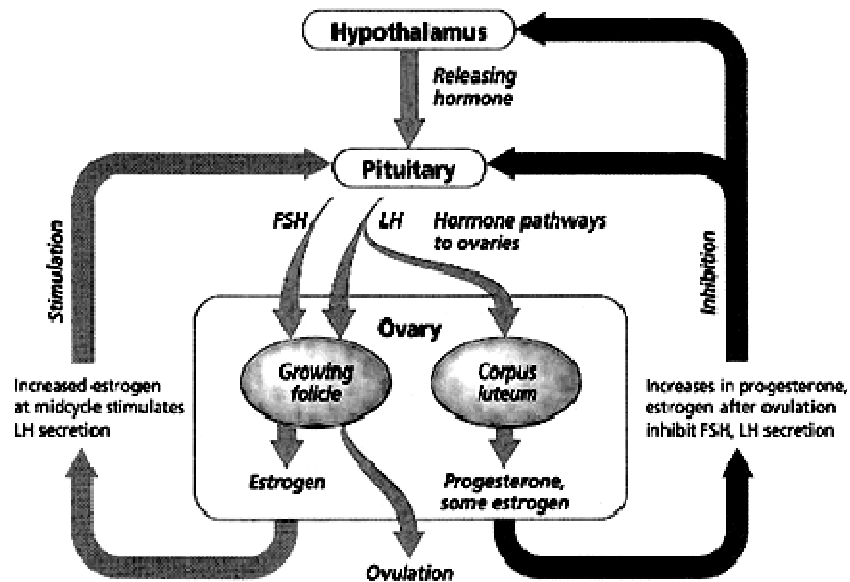 Hypothalamus
Releasing
hormone
Pituitary
FSH
LH
Hormone pathways
to ovaries
Stimulation
Inhibition
Ovary
Growing
follicle
Corpus
luteum
Increased estrogen
at midcycle stimulates
LH secretion
Increases in progesterone,
estrogen after ovulation
inhibit FSH, LH secretion
Estrogen
Progesterone,
some estrogen
Ovulation